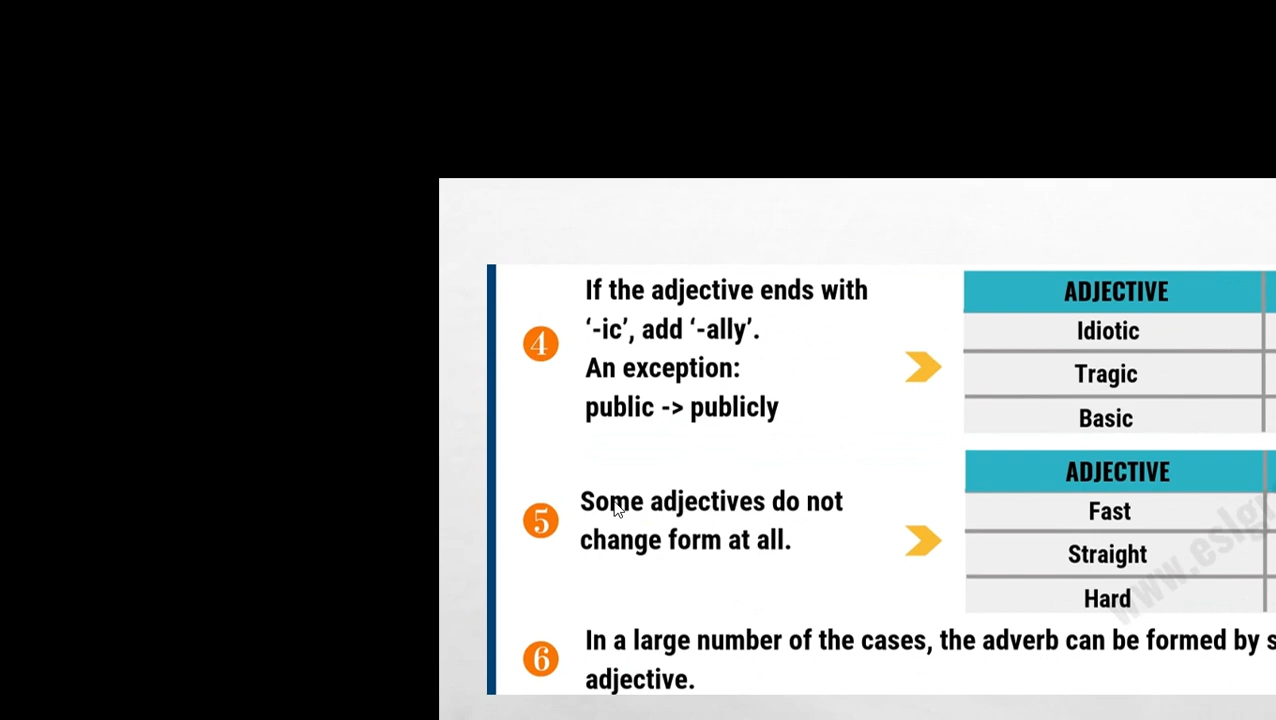 If the adjective ends with
‘-ic’, add ‘-ally’.
An exception:
public -> publicly
4
ADJECTIVE
Idiotic
Tragic
Basic
Some adjectives do not
change form at all.
5
ADJECTIVE
Fast
Straight
Hard
www.eslg
6
In a large number of the cases, the adverb can be formed by s
adjective.